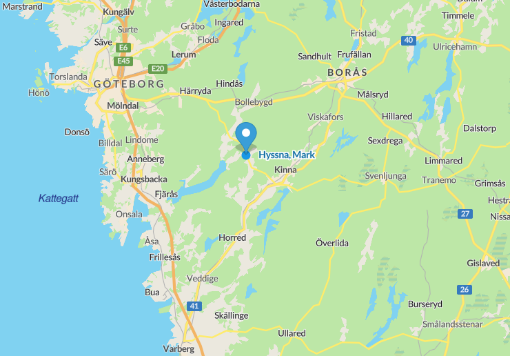 Marstrand
Kungälv
Västerbodarna
Ingared
Gråbo
Floda
Surte
Säve
E6
E45
Lerum
E20
Timmele
Fristad
40
Ulricehamn
Sandhult
Frufällan
BORÅS
Torslanda
Hönö
GÖTEBORG
Hindås
Härryda
Mölndal
Bollebygd
Målsryd
Viskafors
Hillared
Dalstorp
Donsö
Billdal
Lindome
Sexdrega
Anneberg
Hyssna, Mark
Limmared
Särö
Kungsbacka
Kinna
Svenljunga
Tranemo
Grimsås
Kattegatt
Fjärås
Onsala
27
Åsa
Horred
Överlida
Frillesås
Gislaved
Veddige
Bua
26
41
Burseryd
Skällinge
Smålandsstenar
Ullared
Varberg